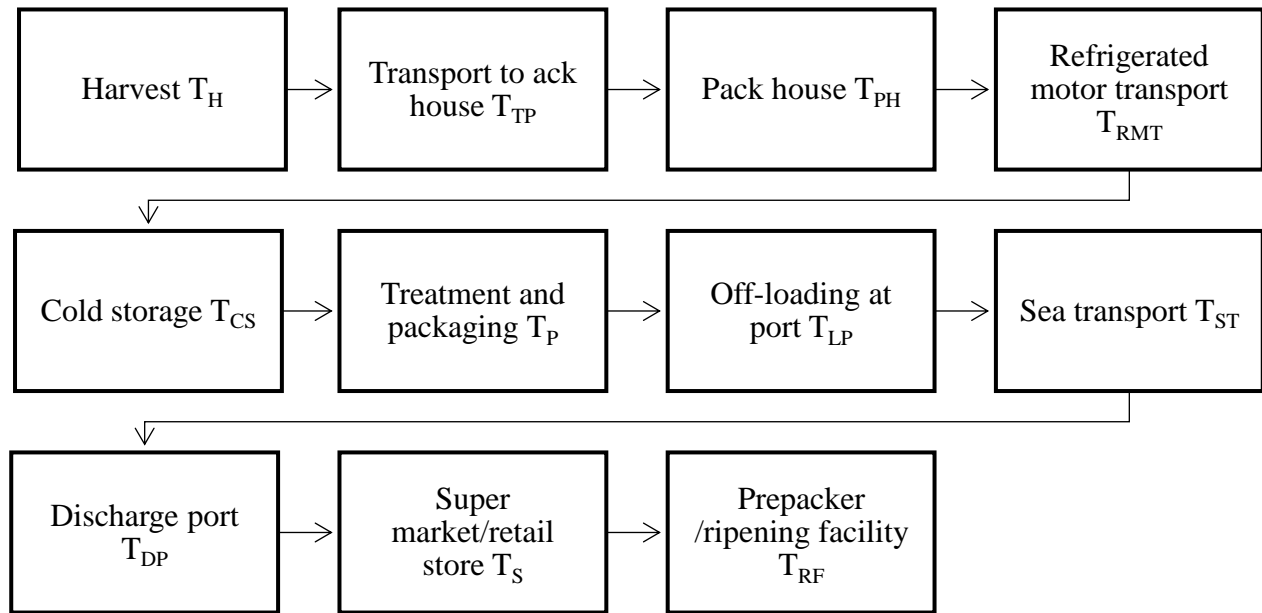 Harvest T_H
Transport to ack
house T_TP
Pack house T_PH
Refrigerated
motor transport
T_RMT
Cold storage T_CS
Treatment and
packaging T_P
Off-loading at
port T_LP
Sea transport T_ST
Discharge port
T_DP
Super
market/retail
store T_S
Prepacker
/ripening facility
T_RF